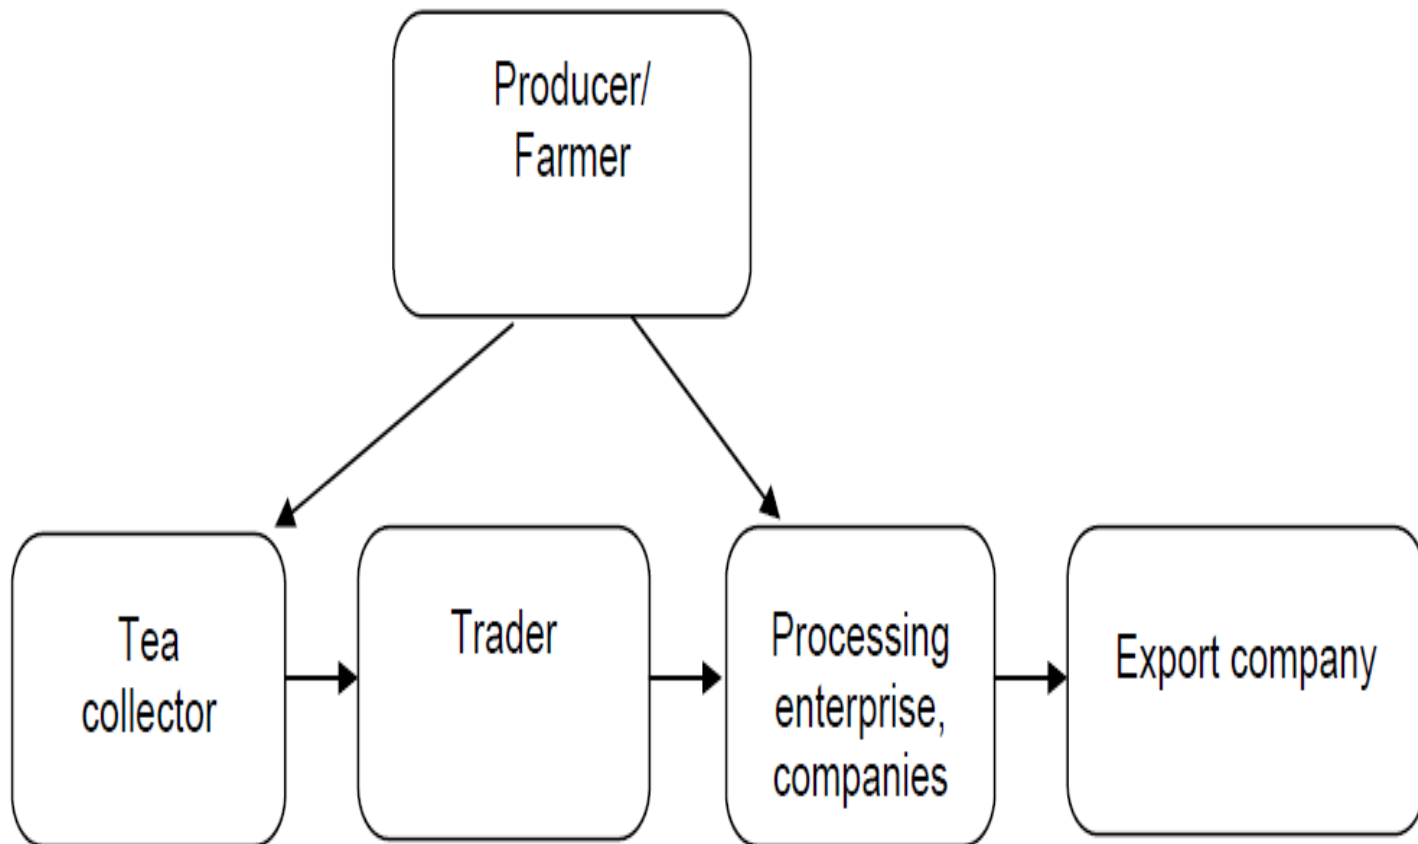 Producer/
Farmer
Tea
collector
Trader
Processing
enterprise,
companies
Export company